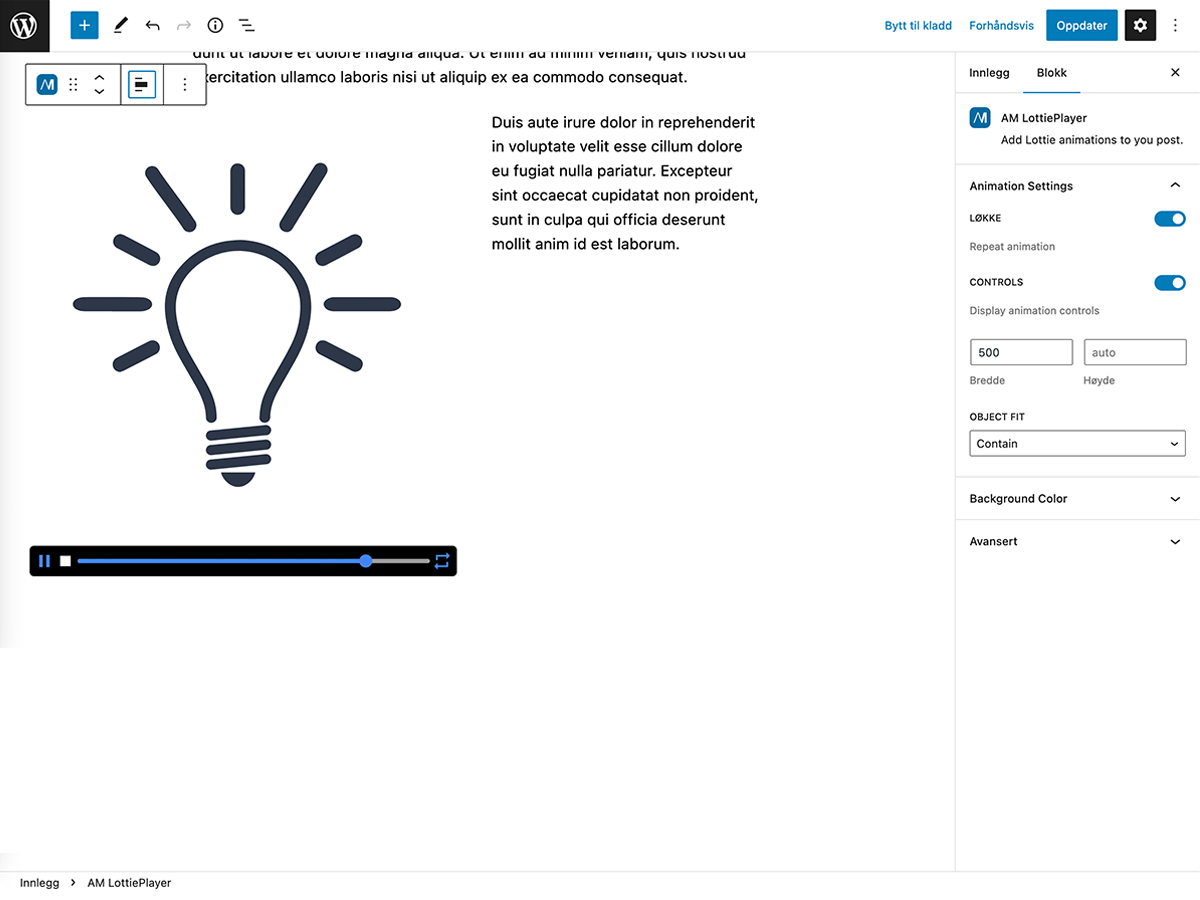 Bytt til kladd
Forhåndsvis
Oppdater
dunt ut labore et dolore magna aliqua. Ut enim ad minim veniam, quis nostrud
exercitation ullamco laboris nisi ut aliquip ex ea commodo consequat.
Duis aute irure dolor in reprehenderit
in voluptate velit esse cillum dolore
eu fugiat nulla pariatur. Excepteur
sint occaecat cupidatat non proident,
sunt in culpa qui officia deserunt
mollit anim id est laborum.
Innlegg
Blokk
AM LottiePlayer
Add Lottie animations to you post.
Animation Settings
LØKKE
Repeat animation
CONTROLS
Display animation controls
500
auto
Bredde
Høyde
OBJECT FIT
Contain
Background Color
Avansert
Innlegg
AM LottiePlayer